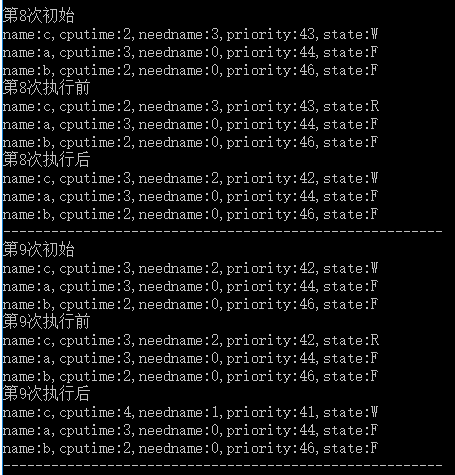 第8次初始
name:c,cputime:2,needname:3,priority:43,state:W
name:a,cputime:3,needname:0,priority:44,state:F
name:b,cputime:2,needname:0,priority:46,state:F
第8次执行前
name:c,cputime:2,needname:3,priority:43,state:R
name:a,cputime:3,needname:0,priority:44,state:F
name:b,cputime:2,needname:0,priority:46,state:F
第8次执行后
name:c,cputime:3,needname:2,priority:42,state:W
name:a,cputime:3,needname:0,priority:44,state:F
name:b,cputime:2,needname:0,priority:46,state:F
-------------------------------------------------------------
第9次初始
name:c,cputime:3,needname:2,priority:42,state:W
name:a,cputime:3,needname:0,priority:44,state:F
name:b,cputime:2,needname:0,priority:46,state:F
第9次执行前
name:c,cputime:3,needname:2,priority:42,state:R
name:a,cputime:3,needname:0,priority:44,state:F
name:b,cputime:2,needname:0,priority:46,state:F
第9次执行后
name:c,cputime:4,needname:1,priority:41,state:W
name:a,cputime:3,needname:0,priority:44,state:F
name:b,cputime:2,needname:0,priority:46,state:F
-------------------------------------------------------------